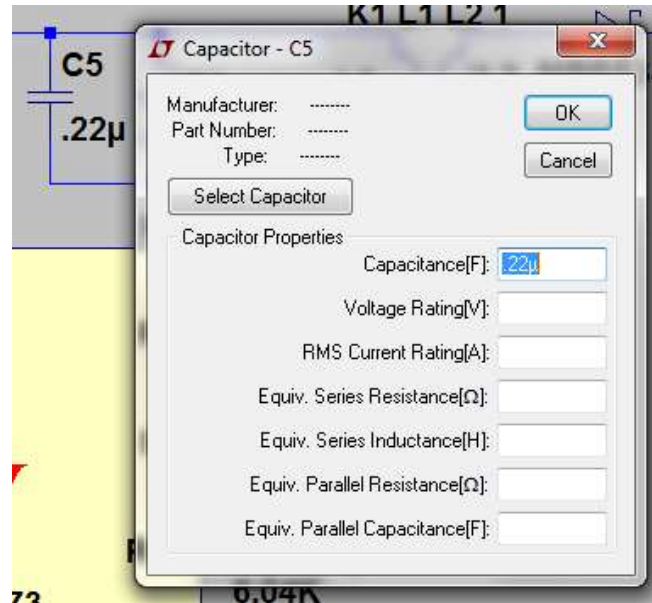 K1 L1 L2 1
C5
.22µ
Capacitor - C5
Manufacturer: --------
Part Number: --------
Type: --------
OK
Cancel
Select Capacitor
Capacitor Properties
Capacitance[F]: .22µ
Voltage Rating[V]:
RMS Current Rating[A]:
Equiv. Series Resistance[Ω]:
Equiv. Series Inductance[H]:
Equiv. Parallel Resistance[Ω]:
Equiv. Parallel Capacitance[F]:
6.04K